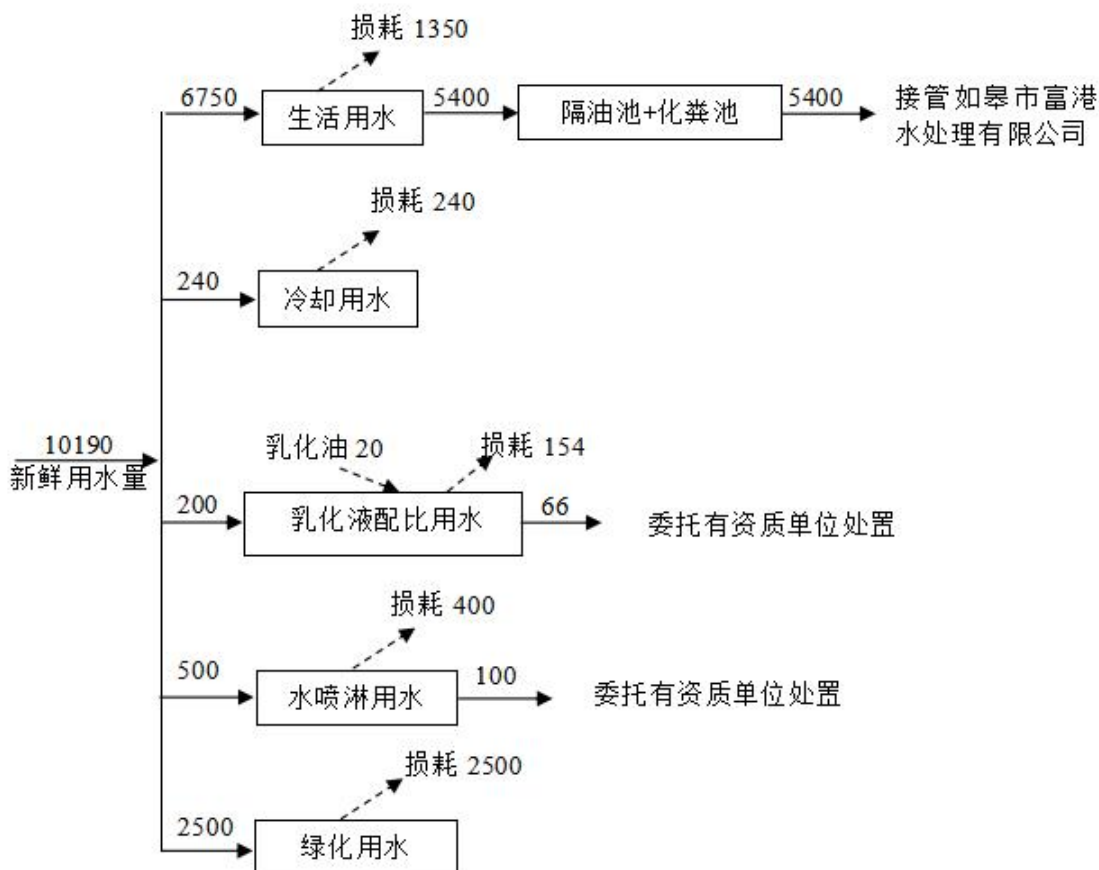 损耗 1350
6750
生活用水
5400
隔油池+化粪池
5400
接管如皋市富港
水处理有限公司
损耗 240
240
冷却用水
10190
新鲜用水量
乳化油 20
损耗 154
200
乳化液配比用水
66
委托有资质单位处置
损耗 400
500
水喷淋用水
100
委托有资质单位处置
损耗 2500
2500
绿化用水